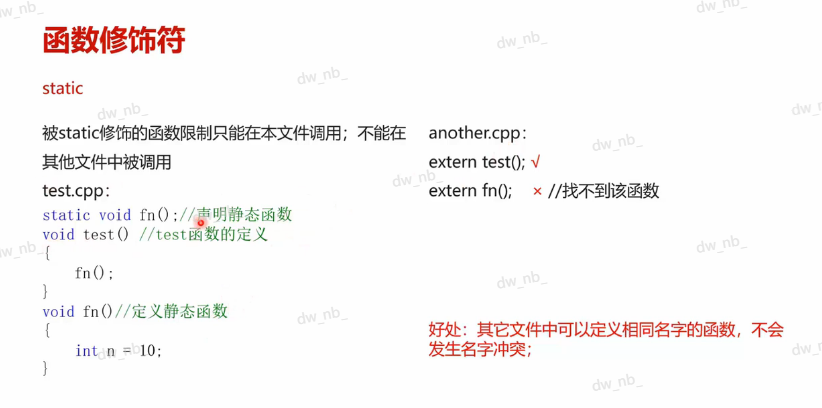 函数修饰符
static
被static修饰的函数限制只能在本文件调用；不能在
其他文件中被调用
test.cpp：
static void fn();//声明静态函数
void test() //test函数的定义
{
    fn();
}
void fn()//定义静态函数
{
    int n = 10;
}
another.cpp：
extern test(); √
extern fn(); × //找不到该函数
好处：其它文件中可以定义相同名字的函数，不会
发生名字冲突；
dw_nb_
dw_nb_
dw_nb_
dw_nb_
dw_nb_
dw_nb_
dw_nb_
dw_nb_
dw_nb_
dw_nb_
dw_nb_
dw_nb_
dw_nb_